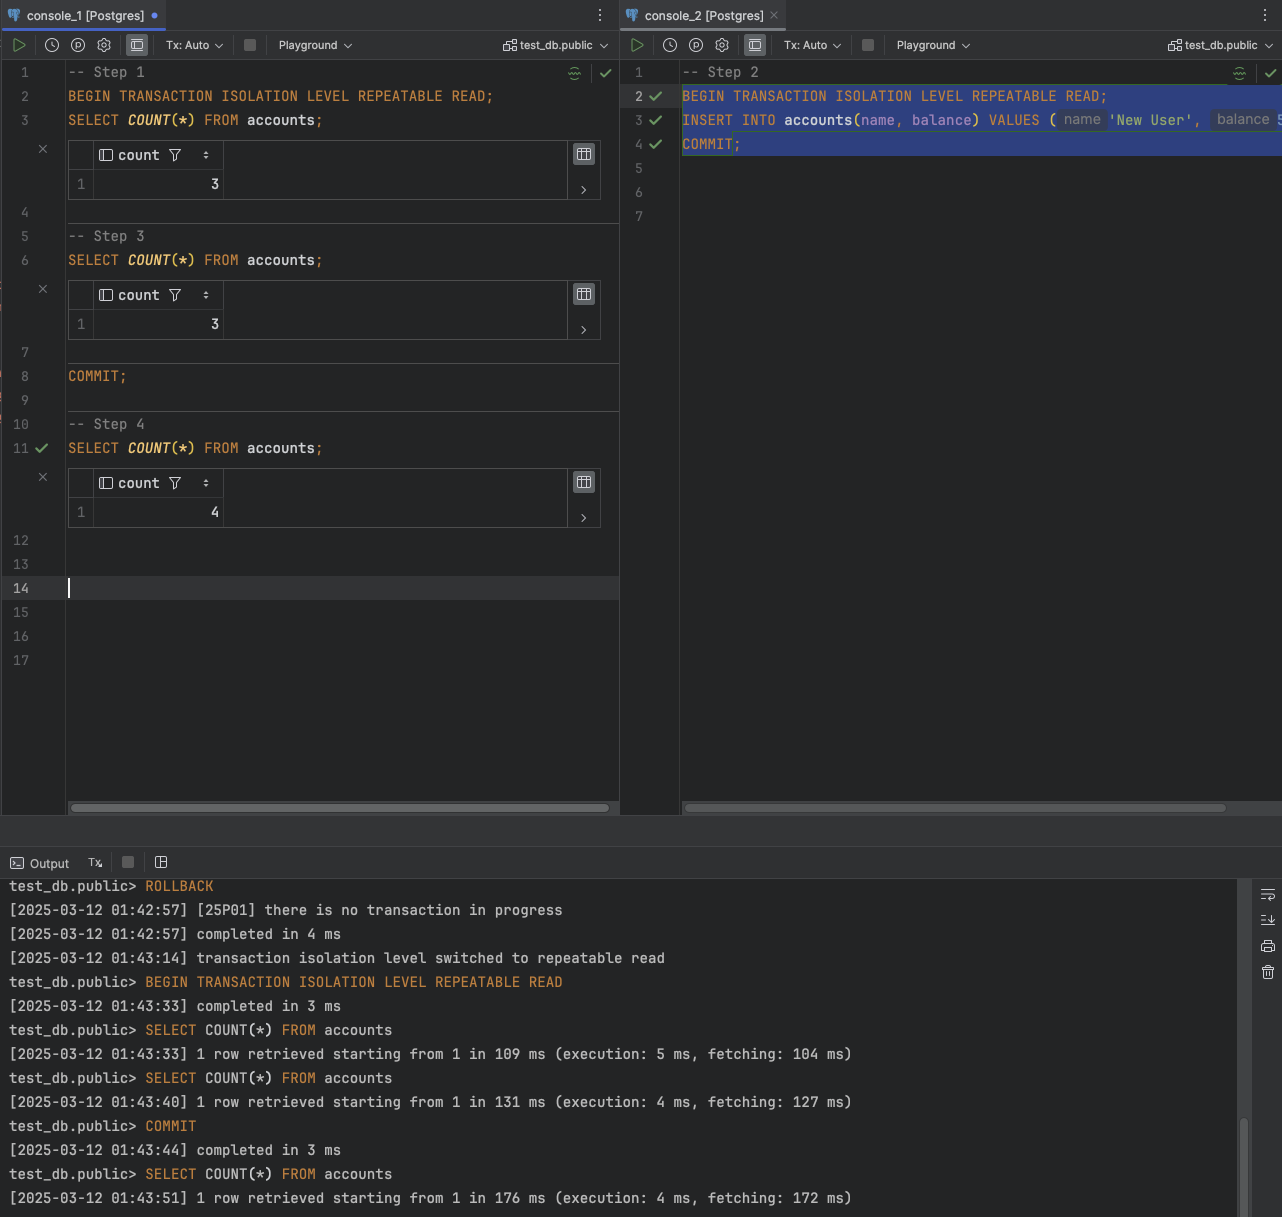 console_1 [Postgres]
Tx: Auto
Playground
test_db.public
1 -- Step 1
2 BEGIN TRANSACTION ISOLATION LEVEL REPEATABLE READ;
3 SELECT COUNT(*) FROM accounts;
count
1 3
4
5 -- Step 3
6 SELECT COUNT(*) FROM accounts;
count
1 3
7
8 COMMIT;
9
10 -- Step 4
11 SELECT COUNT(*) FROM accounts;
count
1 4
12
13
14
15
16
17
console_2 [Postgres]
Tx: Auto
Playground
test_db.public
1 -- Step 2
2 BEGIN TRANSACTION ISOLATION LEVEL REPEATABLE READ;
3 INSERT INTO accounts(name, balance) VALUES ( name 'New User', balance 5
4 COMMIT;
5
6
7
Output Tx
test_db.public> ROLLBACK
[2025-03-12 01:42:57] [25P01] there is no transaction in progress
[2025-03-12 01:42:57] completed in 4 ms
[2025-03-12 01:43:14] transaction isolation level switched to repeatable read
test_db.public> BEGIN TRANSACTION ISOLATION LEVEL REPEATABLE READ
[2025-03-12 01:43:33] completed in 3 ms
test_db.public> SELECT COUNT(*) FROM accounts
[2025-03-12 01:43:33] 1 row retrieved starting from 1 in 109 ms (execution: 5 ms, fetching: 104 ms)
test_db.public> SELECT COUNT(*) FROM accounts
[2025-03-12 01:43:40] 1 row retrieved starting from 1 in 131 ms (execution: 4 ms, fetching: 127 ms)
test_db.public> COMMIT
[2025-03-12 01:43:44] completed in 3 ms
test_db.public> SELECT COUNT(*) FROM accounts
[2025-03-12 01:43:51] 1 row retrieved starting from 1 in 176 ms (execution: 4 ms, fetching: 172 ms)